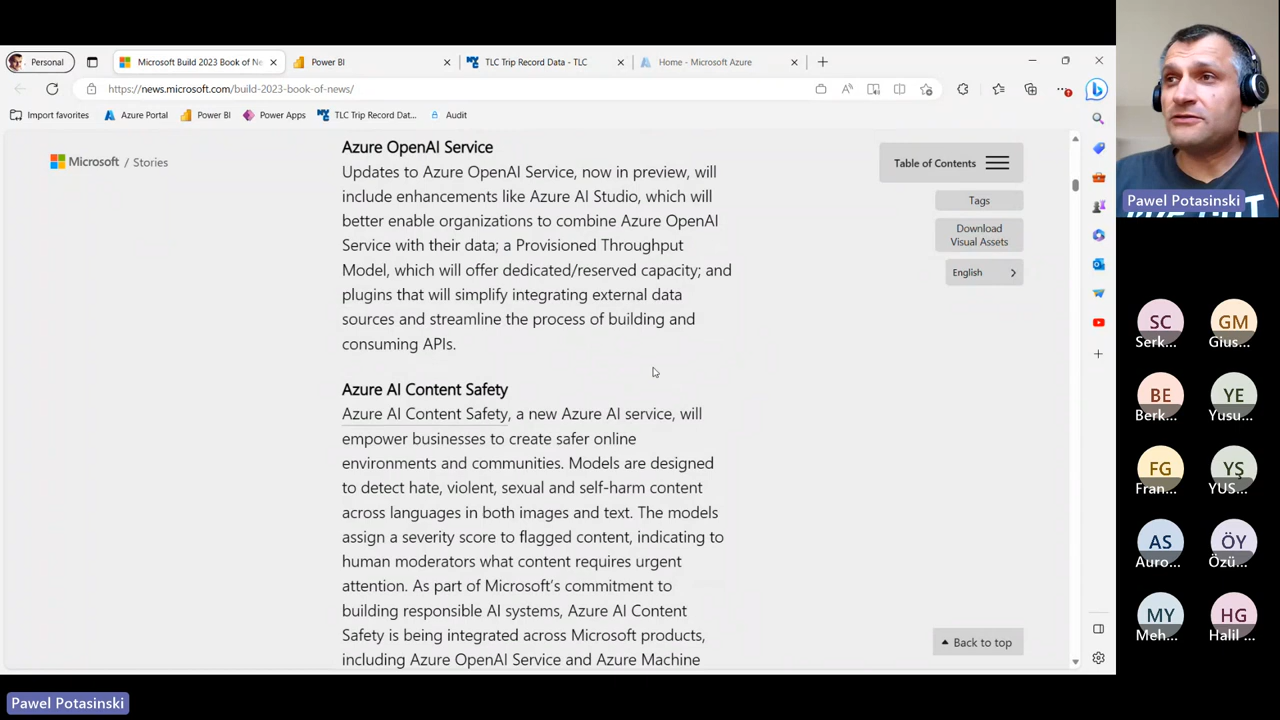 Personal
Microsoft Build 2023 Book of Ne
Power BI
TLC Trip Record Data - TLC
Home - Microsoft Azure
https://news.microsoft.com/build-2023-book-of-news/
Import favorites
Azure Portal
Power BI
Power Apps
TLC Trip Record Dat...
Audit
Microsoft / Stories
Table of Contents
Tags
Download
Visual Assets
English
Azure OpenAI Service
Updates to Azure OpenAI Service, now in preview, will
include enhancements like Azure AI Studio, which will
better enable organizations to combine Azure OpenAI
Service with their data; a Provisioned Throughput
Model, which will offer dedicated/reserved capacity; and
plugins that will simplify integrating external data
sources and streamline the process of building and
consuming APIs.
Azure AI Content Safety
Azure AI Content Safety, a new Azure AI service, will
empower businesses to create safer online
environments and communities. Models are designed
to detect hate, violent, sexual and self-harm content
across languages in both images and text. The models
assign a severity score to flagged content, indicating to
human moderators what content requires urgent
attention. As part of Microsoft's commitment to
building responsible AI systems, Azure AI Content
Safety is being integrated across Microsoft products,
including Azure OpenAI Service and Azure Machine
Back to top
Pawel Potasinski
Pawel Potasinski
SC
Serk...
GM
Gius...
BE
Berk...
YE
Yusu...
FG
Fran...
YŞ
YUS...
AS
Auro...
ÖY
Özü...
MY
Meh...
HG
Halil ...